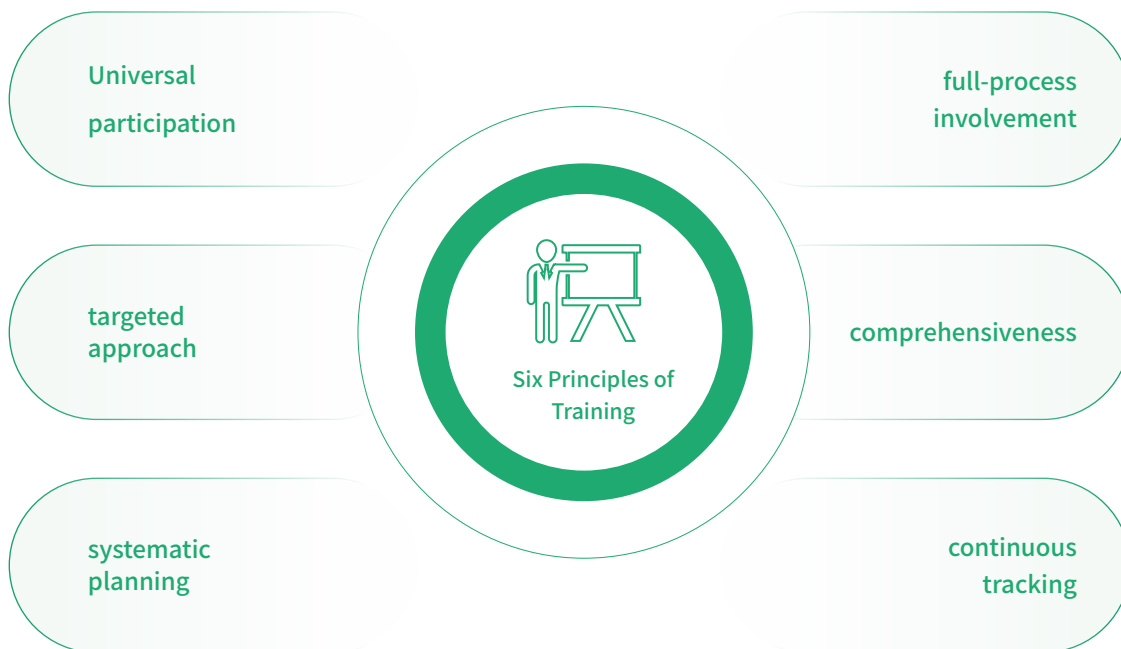 Universal
participation
full-process
involvement
targeted
approach
Six Principles of
Training
comprehensiveness
systematic
planning
continuous
tracking